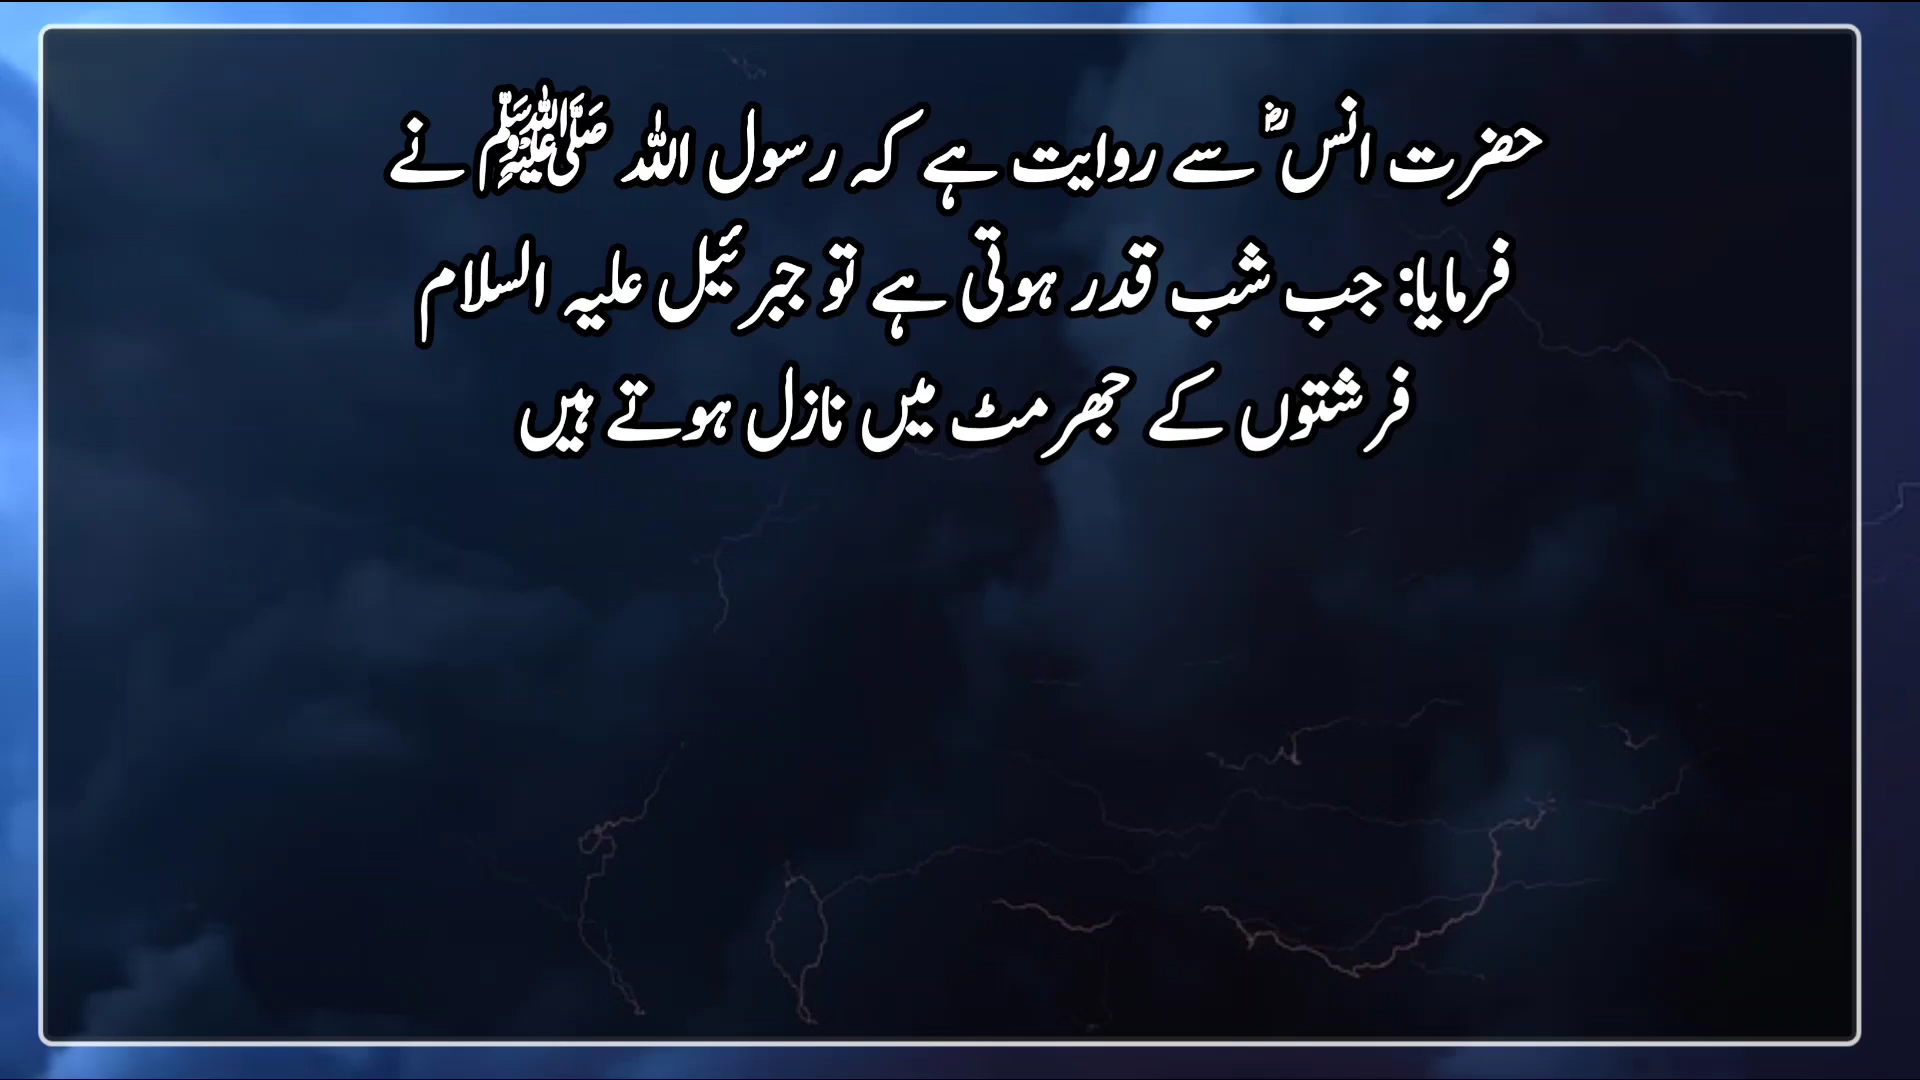 حضرت انسؓ سے روایت ہے کہ رسول اللہ ﷺ نے
فرمایا: جب شب قدر ہوتی ہے تو جبرئیل علیہ السلام
فرشتوں کے جھرمٹ میں نازل ہوتے ہیں